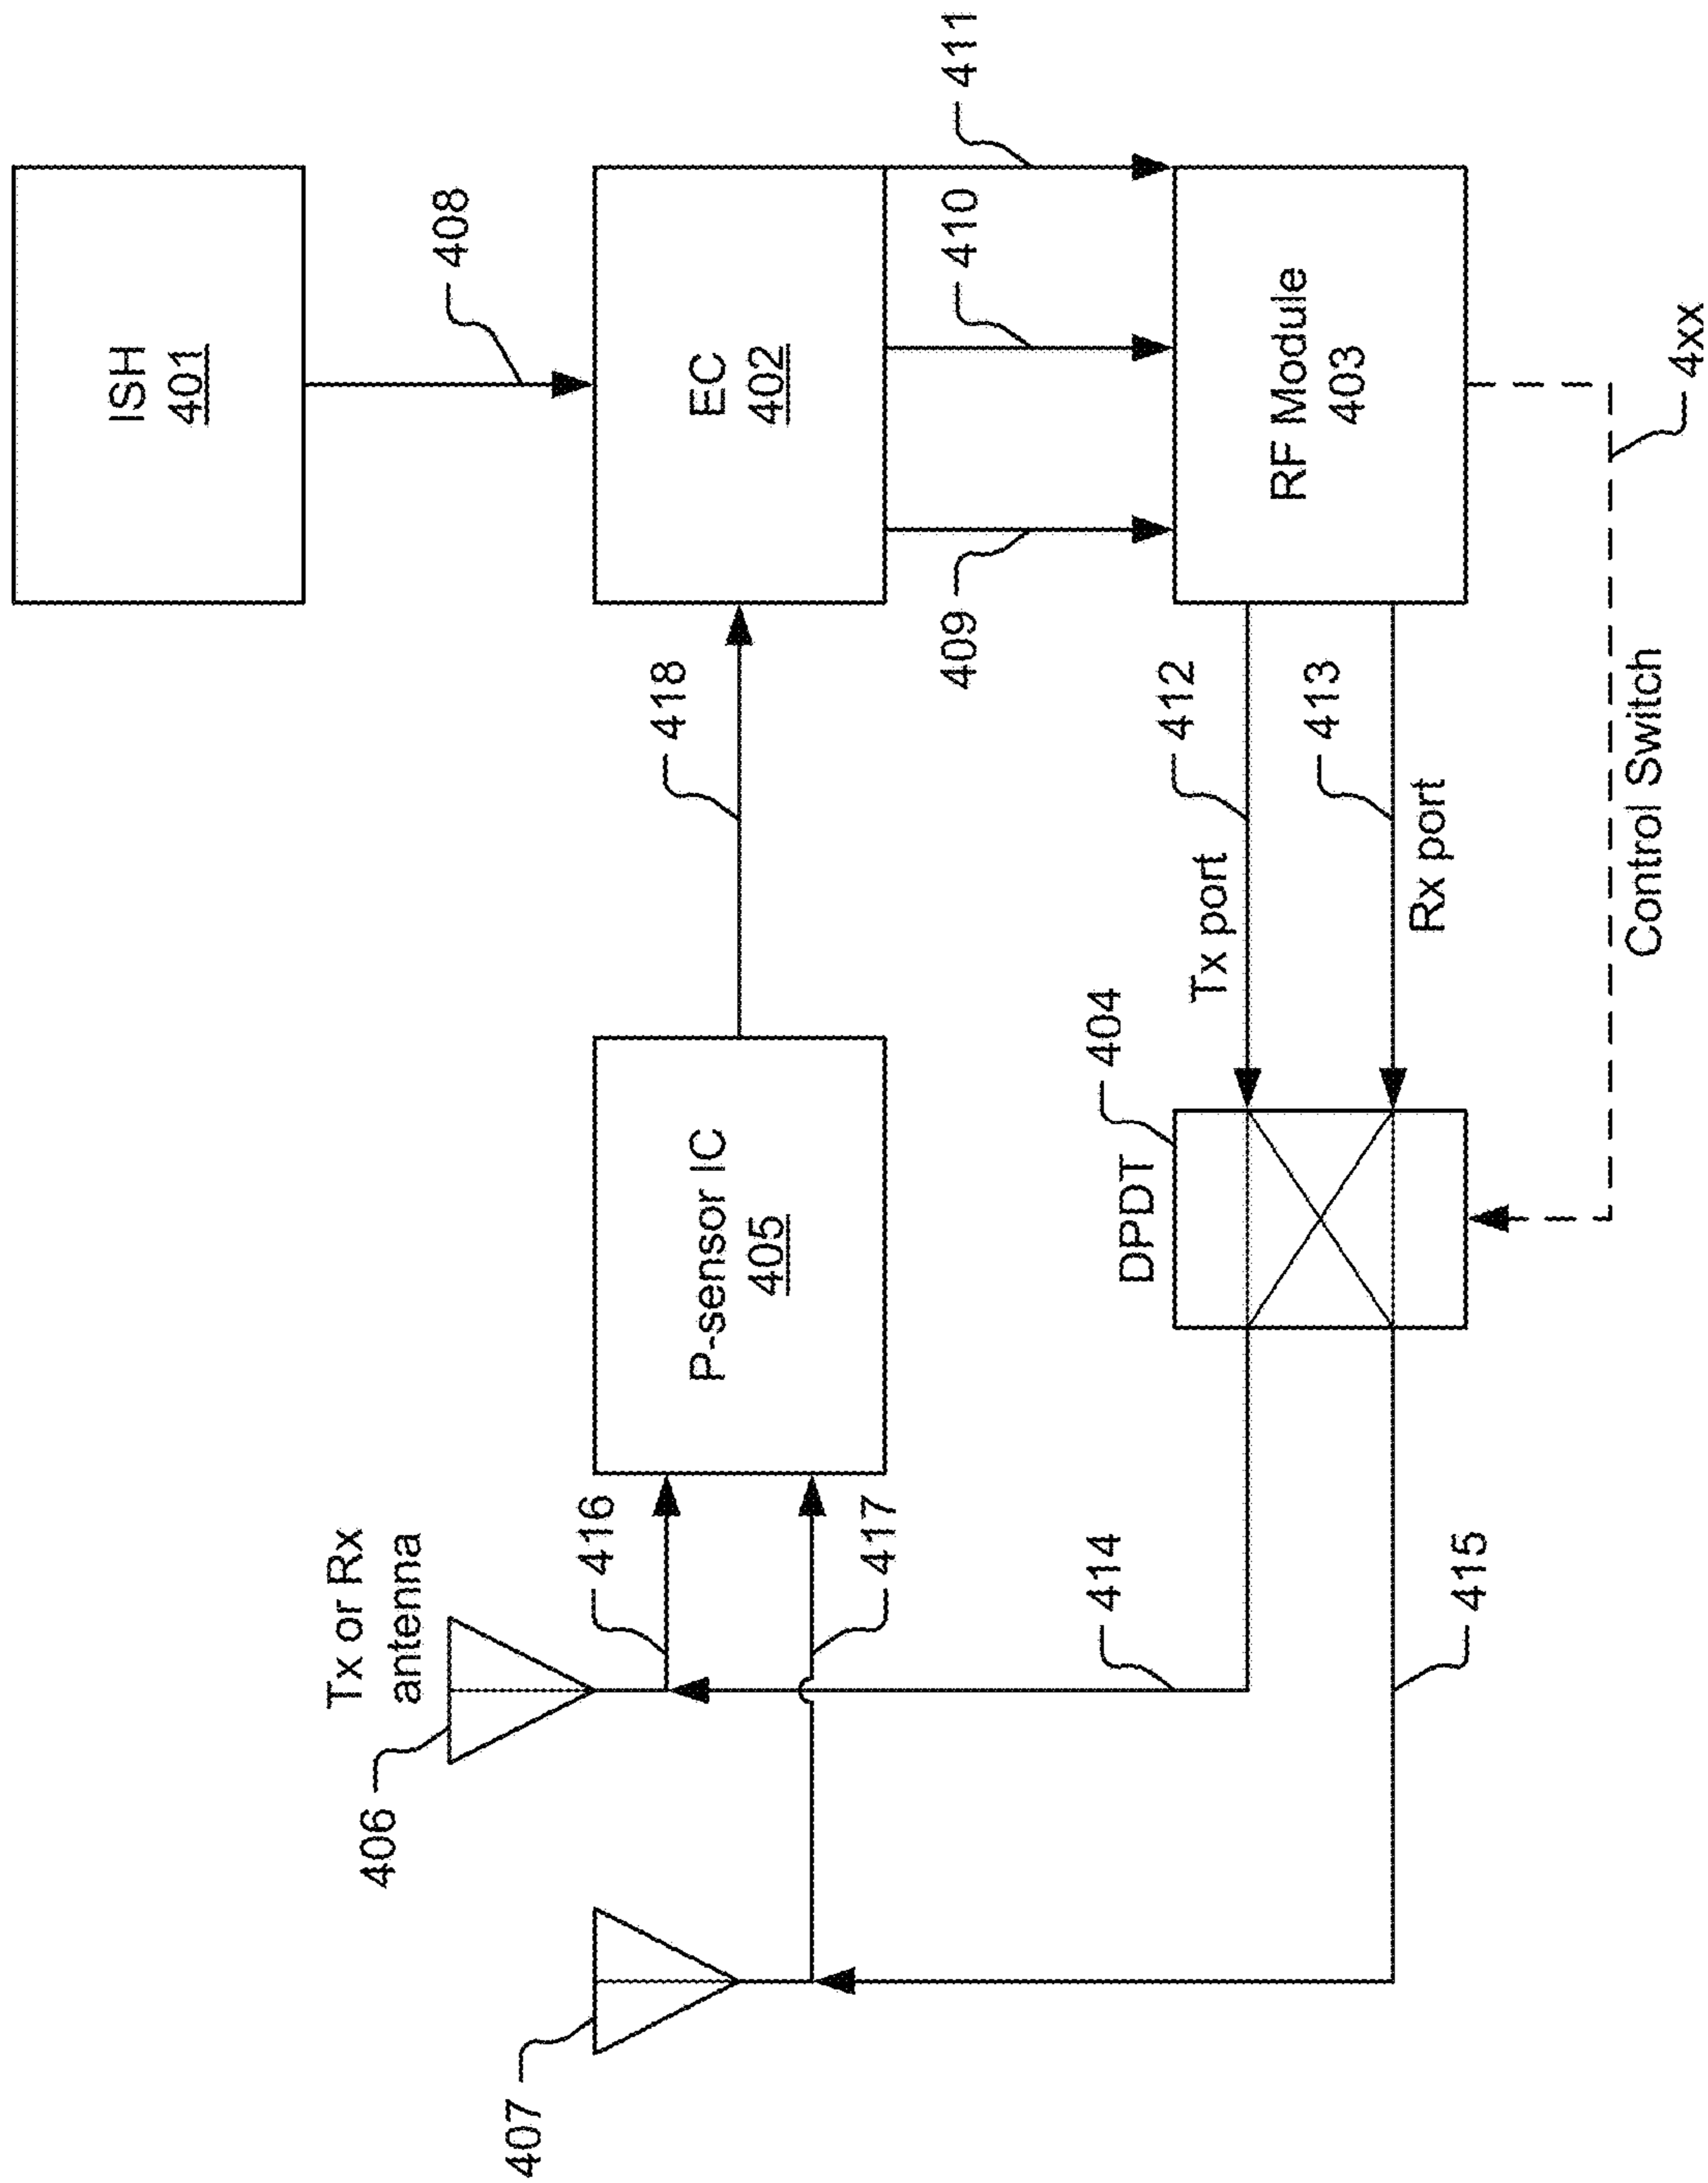 ISH
401
408
EC
402
409
410
411
RF Module
403
4xx
Control Switch
418
412
Tx port
413
Rx port
P-sensor IC
405
404
DPDT
Tx or Rx
antenna
406
416
417
414
415
407